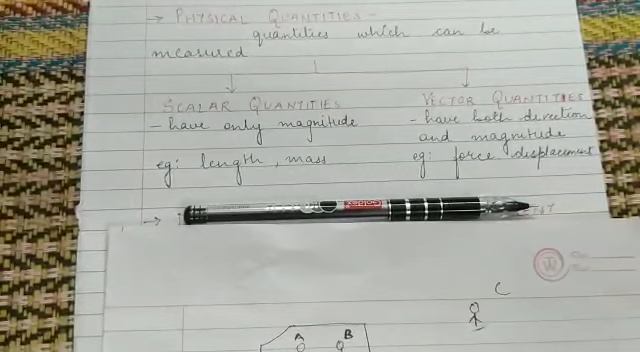 → PHYSICAL QUANTITIES -
quantities which can be
measured
SCALAR QUANTITIES
- have only magnitude
eg: length, mass
VECTOR QUANTITIES
- have both direction
and magnitude
eg: force displacement
→
C
A B